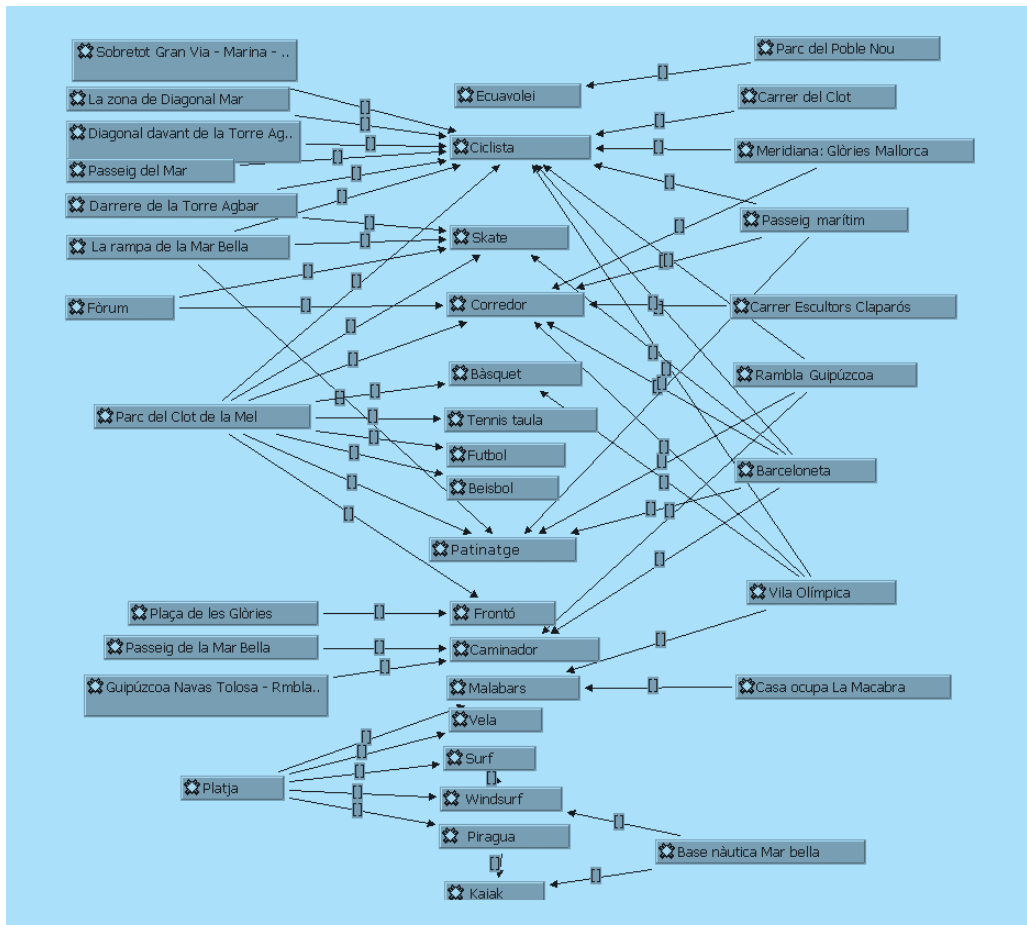 Sobretot Gran Via - Marina - ..
Parc del Poble Nou
La zona de Diagonal Mar
Ecuavolei
Carrer del Clot
Diagonal davant de la Torre Ag..
Ciclista
Meridiana: Glòries Mallorca
Passeig del Mar
Darrere de la Torre Agbar
Passeig marítim
La rampa de la Mar Bella
Skate
Fòrum
Corredor
Carrer Escultors Claparós
Bàsquet
Rambla Guipúzcoa
Parc del Clot de la Mel
Tennis taula
Futbol
Barceloneta
Beisbol
Patinatge
Vila Olímpica
Plaça de les Glòries
Frontó
Passeig de la Mar Bella
Caminador
Guipúzcoa Navas Tolosa - Rmbla..
Malabars
Casa ocupa La Macabra
Vela
Surf
Platja
Windsurf
Piragua
Base nàutica Mar bella
Kaiak